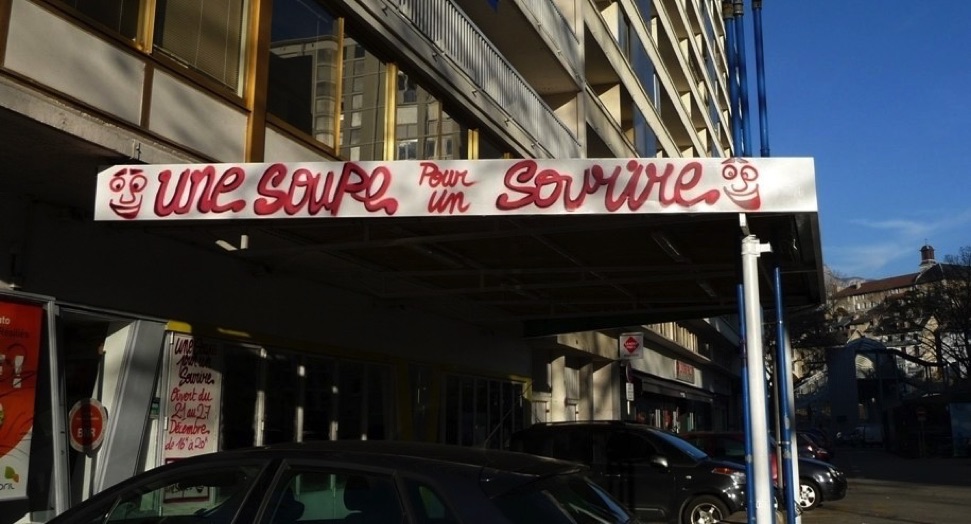 UNE SOUPE Pour un Sourire
UNE SOUPE
Pour un
Sourire
Ouvert du
21 au 27
Décembre
de 16h à 20h